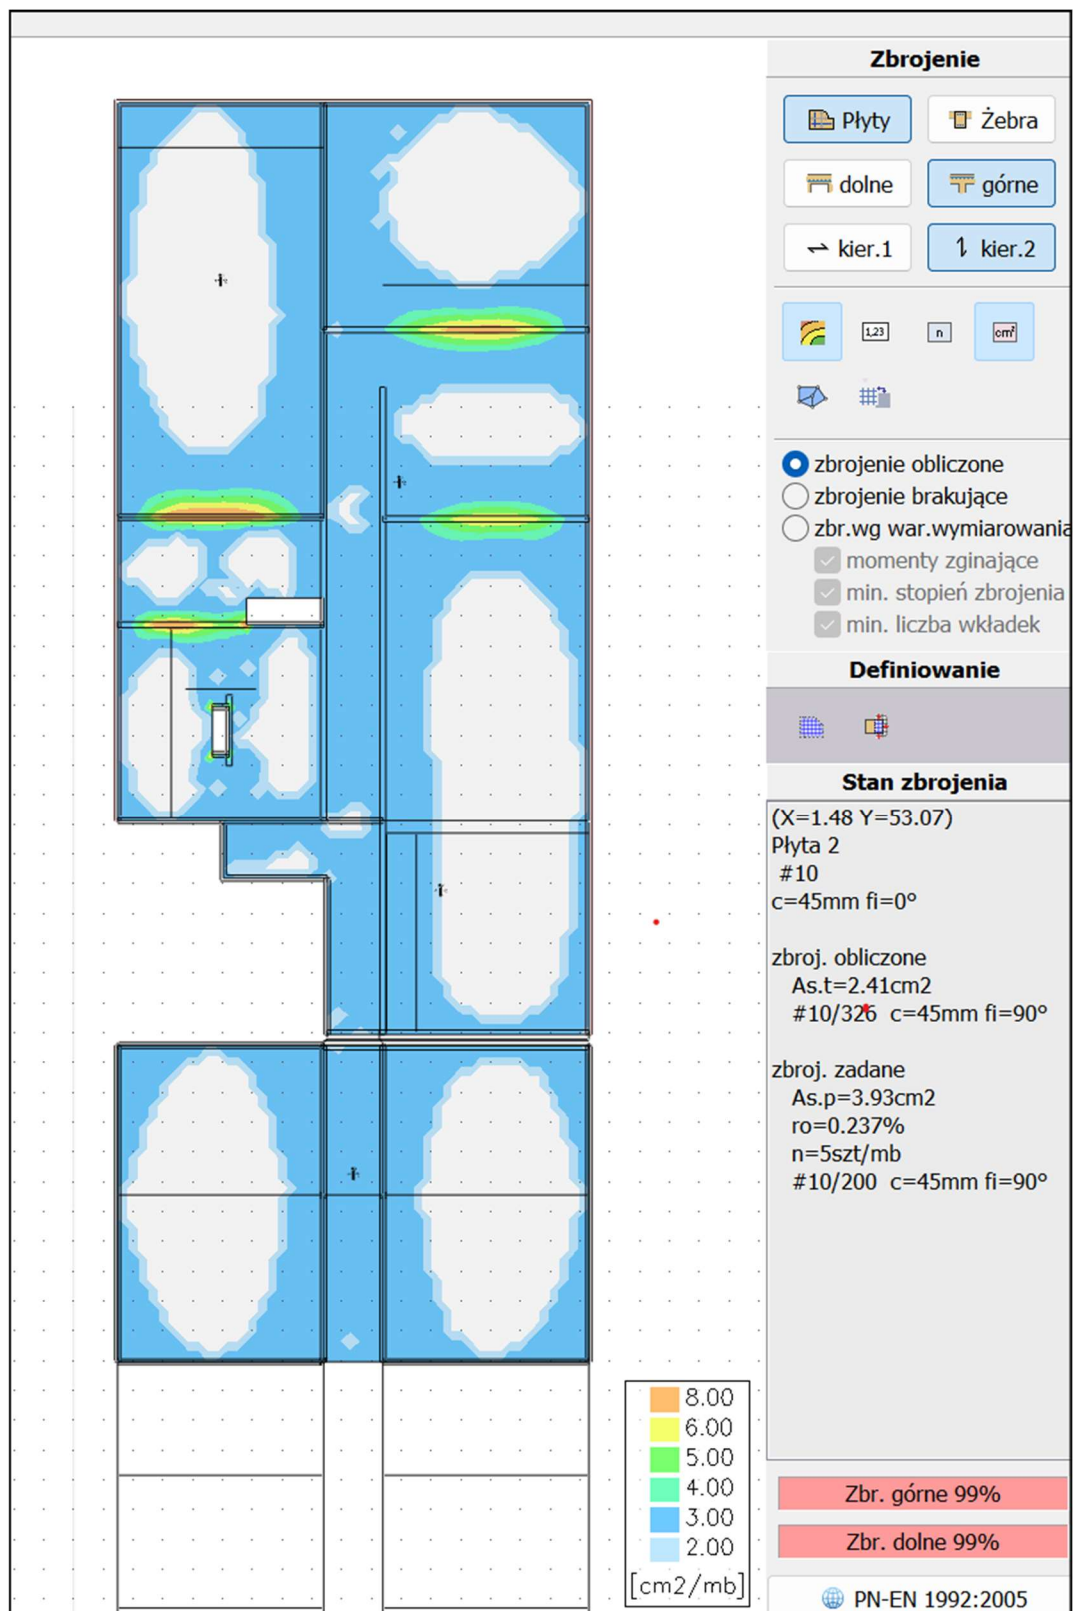 Zbrojenie
Płyty Żebra
dolne górne
kier.1 kier.2
1,23 n cm²
zbrojenie obliczone
zbrojenie brakujące
zbr.wg war.wymiarowania
momenty zginające
min. stopień zbrojenia
min. liczba wkładek
Definiowanie
Stan zbrojenia
(X=1.48 Y=53.07)
Płyta 2
#10
c=45mm fi=0°
zbroj. obliczone
As.t=2.41cm2
#10/326 c=45mm fi=90°
zbroj. zadane
As.p=3.93cm2
ro=0.237%
n=5szt/mb
#10/200 c=45mm fi=90°
8.00
6.00
5.00
4.00
3.00
2.00
[cm2/mb]
Zbr. górne 99%
Zbr. dolne 99%
PN-EN 1992:2005